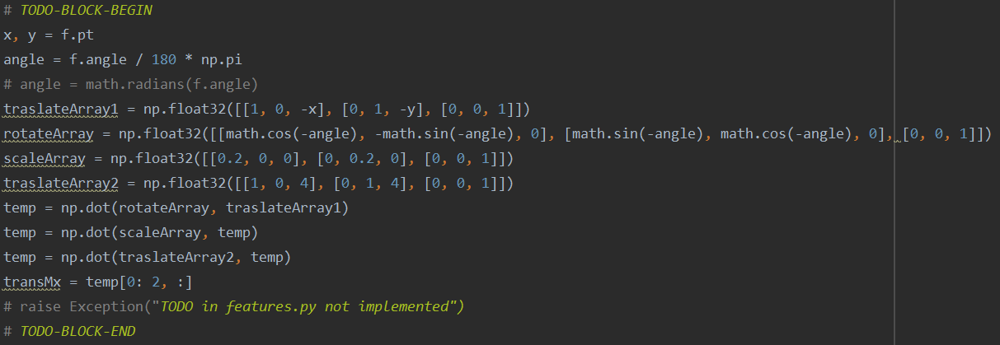 # TODO-BLOCK-BEGIN
x, y = f.pt
angle = f.angle / 180 * np.pi
# angle = math.radians(f.angle)
traslateArray1 = np.float32([[1, 0, -x], [0, 1, -y], [0, 0, 1]])
rotateArray = np.float32([[math.cos(-angle), -math.sin(-angle), 0], [math.sin(-angle), math.cos(-angle), 0], [0, 0, 1]])
scaleArray = np.float32([[0.2, 0, 0], [0, 0.2, 0], [0, 0, 1]])
traslateArray2 = np.float32([[1, 0, 4], [0, 1, 4], [0, 0, 1]])
temp = np.dot(rotateArray, traslateArray1)
temp = np.dot(scaleArray, temp)
temp = np.dot(traslateArray2, temp)
transMx = temp[0: 2, :]
# raise Exception("TODO in features.py not implemented")
# TODO-BLOCK-END